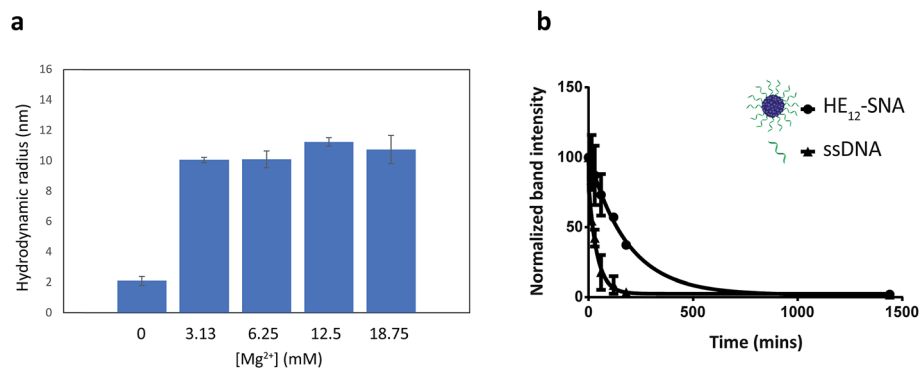 a
Hydrodynamic radius (nm)
16
14
12
10
8
6
4
2
0
0 3.13 6.25 12.5 18.75
[Mg²⁺] (mM)
b
Normalized band intensity
150
100
50
0
0 500 1000 1500
Time (mins)
HE₁₂-SNA
ssDNA